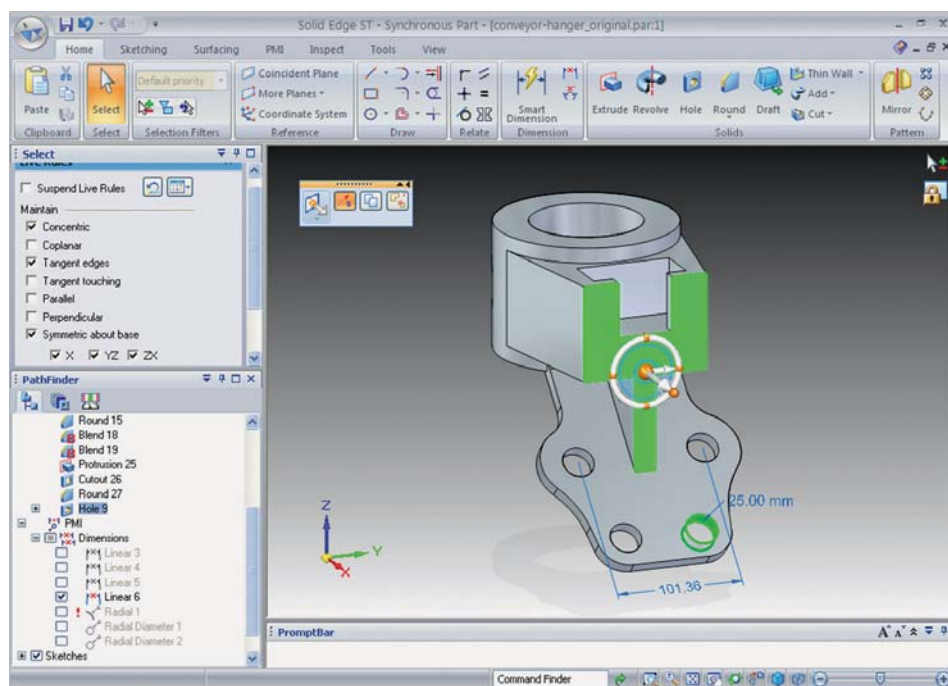 Solid Edge ST - Synchronous Part - [conveyor-hanger_original.par:1]
Home Sketching Surfacing PMI Inspect Tools View
Paste
Clipboard
Select
Select
Default priority
Selection Filters
Coincident Plane
More Planes
Coordinate System
Reference
Draw
Relate
Smart Dimension
Dimension
Extrude Revolve Hole Round Draft
Thin Wall
Add
Cut
Solids
Mirror
Pattern
Select
Live Rules
Suspend Live Rules
Maintain
Concentric
Coplanar
Tangent edges
Tangent touching
Parallel
Perpendicular
Symmetric about base
X YZ ZX
PathFinder
Round 15
Blend 18
Blend 19
Protrusion 25
Cutout 26
Round 27
Hole 9
PMI
Dimensions
Linear 3
Linear 4
Linear 5
Linear 6
Radial 1
Radial Diameter 1
Radial Diameter 2
Sketches
Z
Y
X
25.00 mm
101,36
PromptBar
Command Finder